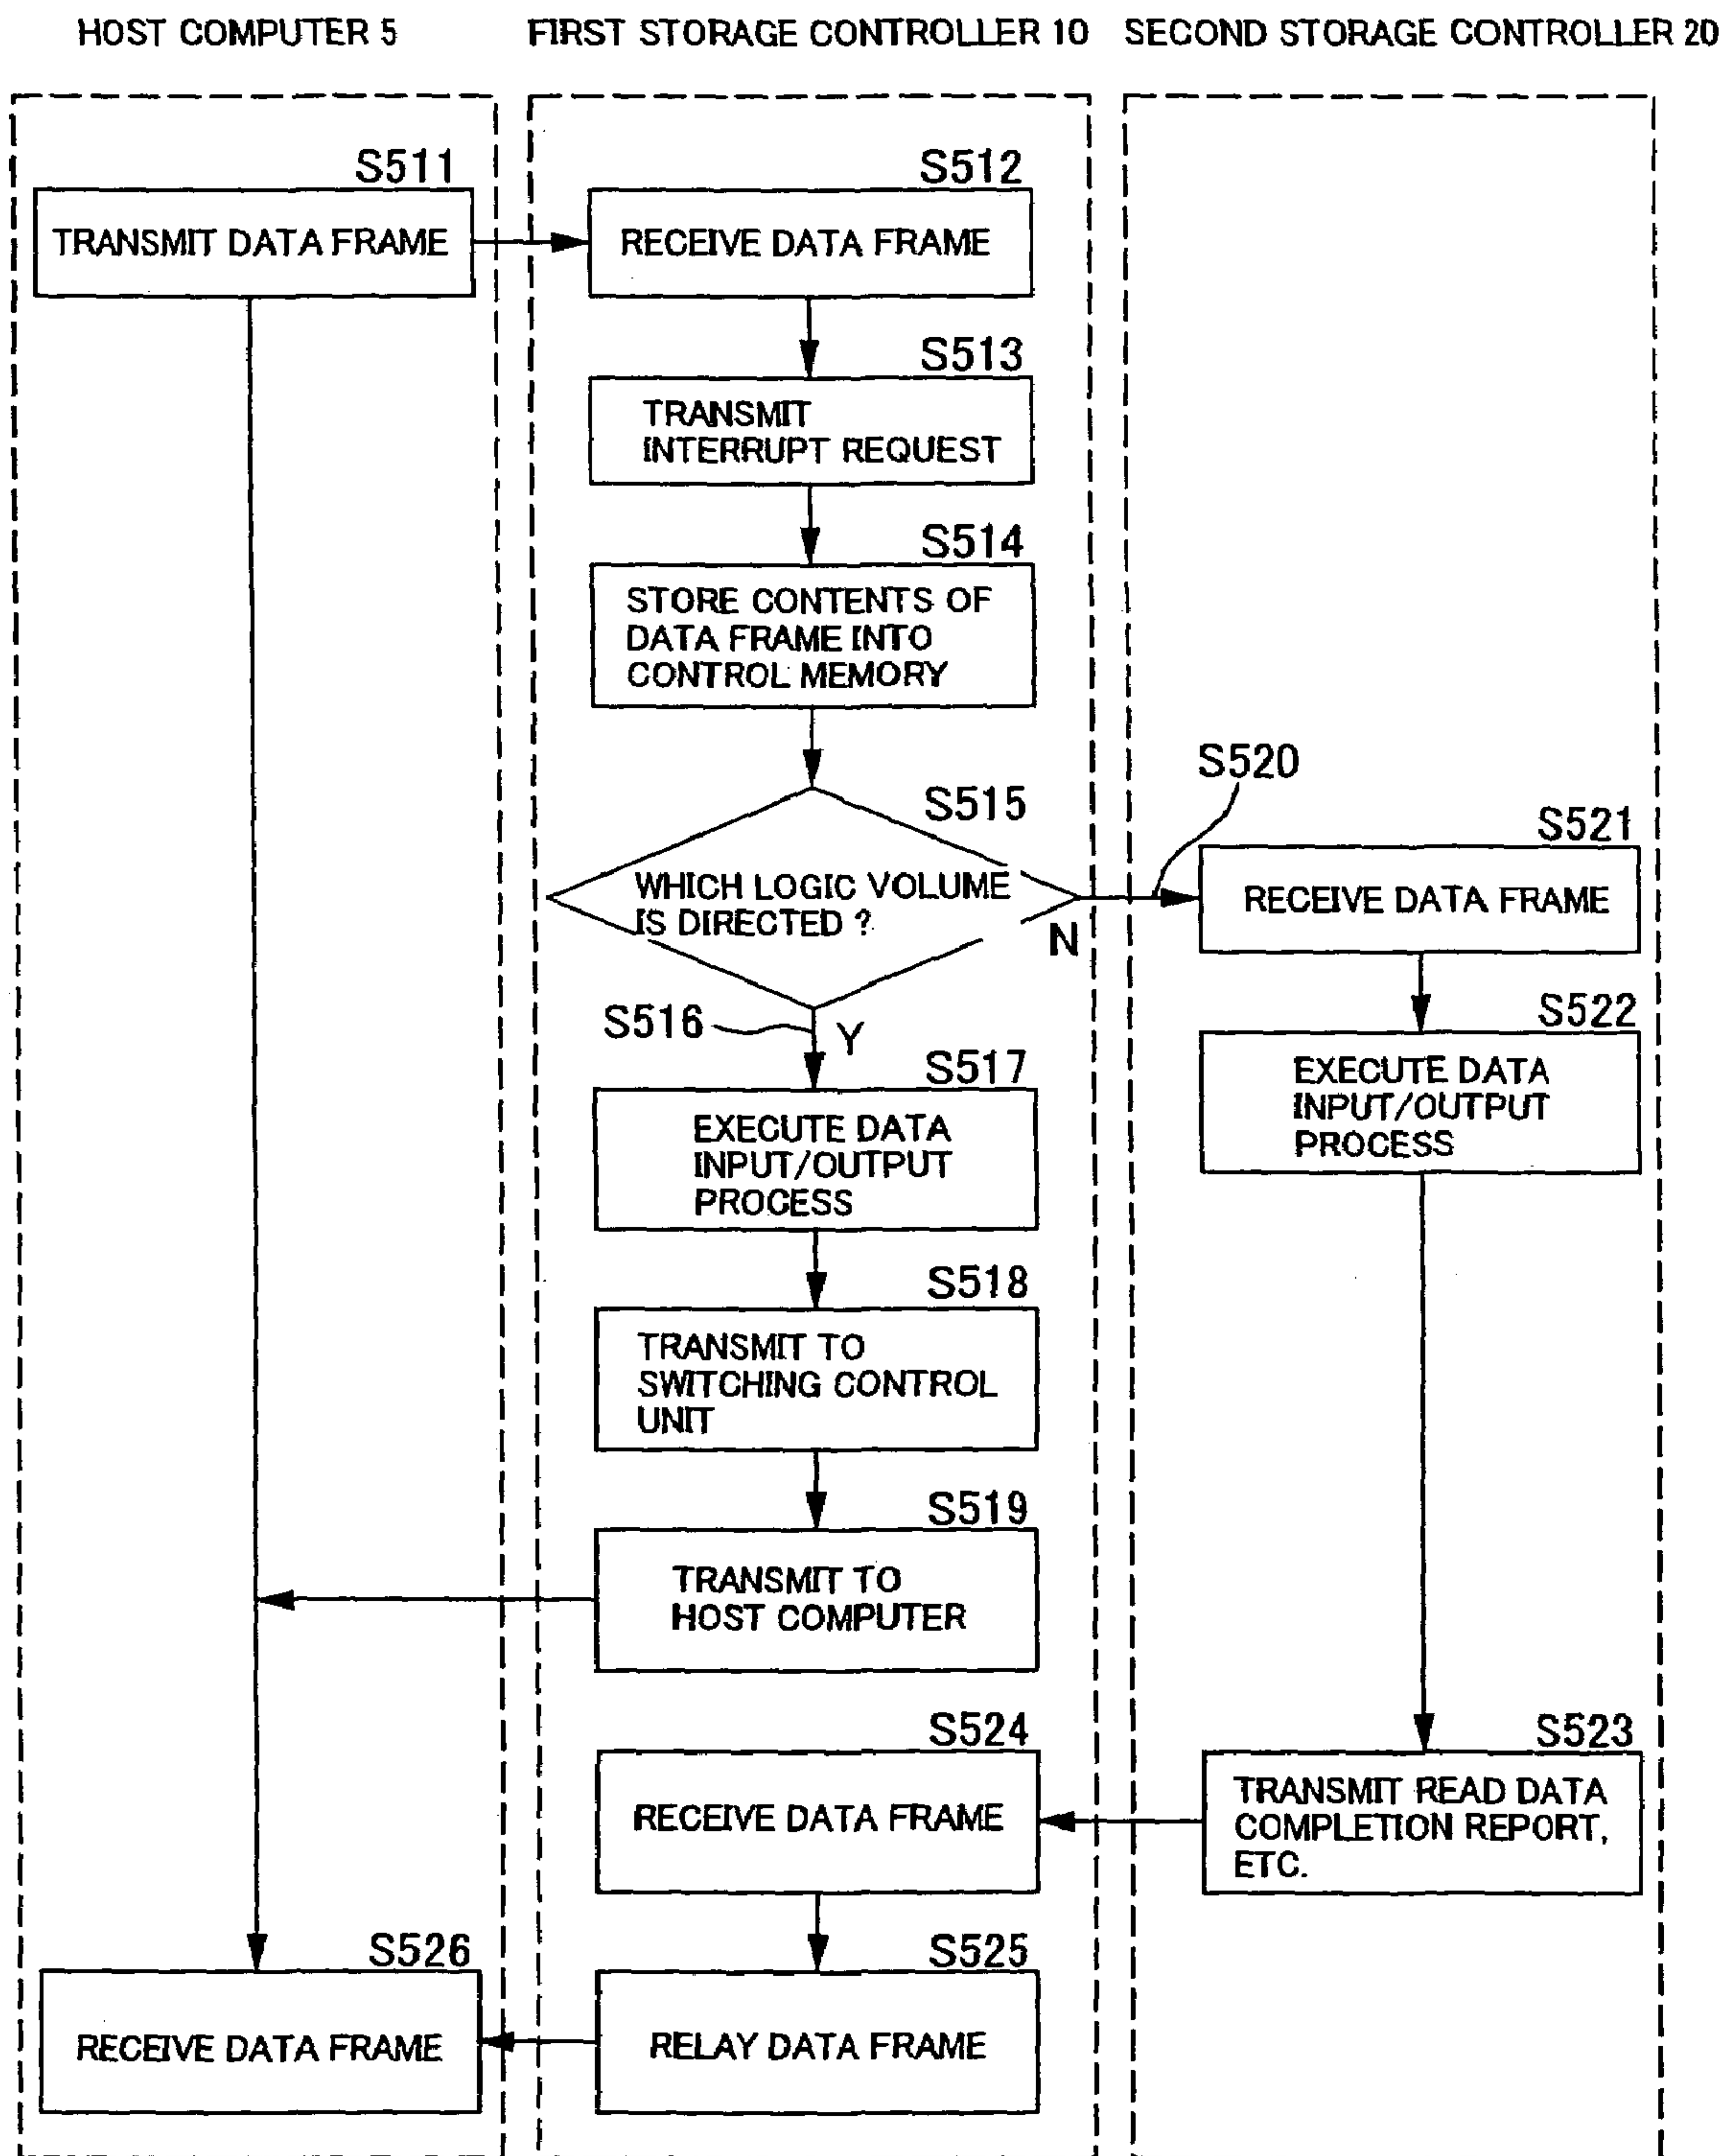 HOST COMPUTER 5
FIRST STORAGE CONTROLLER 10
SECOND STORAGE CONTROLLER 20
S511
TRANSMIT DATA FRAME
S512
RECEIVE DATA FRAME
S513
TRANSMIT
INTERRUPT REQUEST
S514
STORE CONTENTS OF
DATA FRAME INTO
CONTROL MEMORY
S515
WHICH LOGIC VOLUME
IS DIRECTED ?
N
S520
S521
RECEIVE DATA FRAME
S516
Y
S522
EXECUTE DATA
INPUT/OUTPUT
PROCESS
S517
EXECUTE DATA
INPUT/OUTPUT
PROCESS
S518
TRANSMIT TO
SWITCHING CONTROL
UNIT
S519
TRANSMIT TO
HOST COMPUTER
S523
TRANSMIT READ DATA
COMPLETION REPORT,
ETC.
S524
RECEIVE DATA FRAME
S525
RELAY DATA FRAME
S526
RECEIVE DATA FRAME